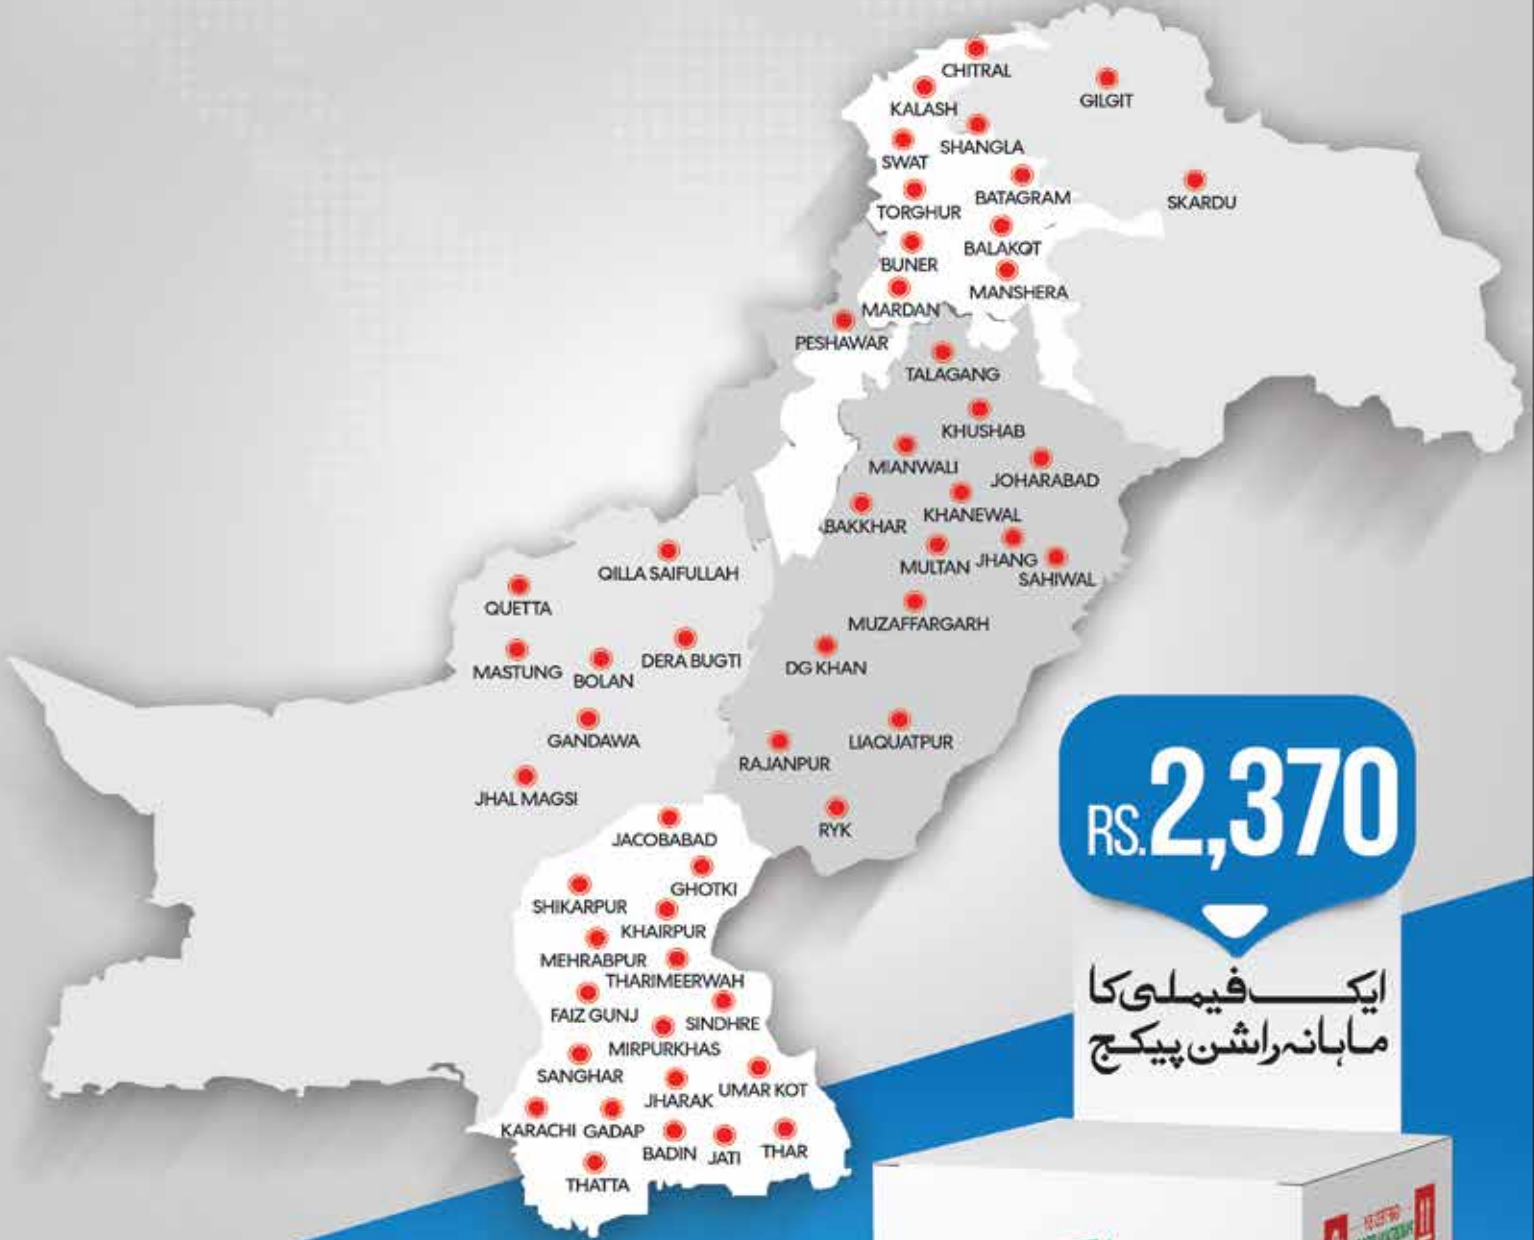 CHITRAL
GILGIT
KALASH
SHANGLA
SWAT
BATAGRAM
SKARDU
TORGHUR
BALAKOT
BUNER
MANSHERA
MARDAN
PESHAWAR
TALAGANG
KHUSHAB
MIANWALI
JOHARABAD
KHANEWAL
BAKKHAR
MULTAN
JHANG
SAHIWAL
QILLA SAIFULLAH
QUETTA
MUZAFFARGARH
DERA BUGTI
DG KHAN
MASTUNG
BOLAN
GANDAWA
LIAQUATPUR
RAJANPUR
JHAL MAGSI
RYK
JACOBABAD
GHOTKI
SHIKARPUR
KHAIRPUR
MEHRABPUR
THARIMEERWAH
FAIZ GUNJ
SINDHRE
MIRPURKHAS
SANGHAR
UMAR KOT
JHARAK
KARACHI
GADAP
BADIN
JATI
THAR
THATTA
RS.2,370
ایک فیملی کا
ماہانہ راشن پیکج